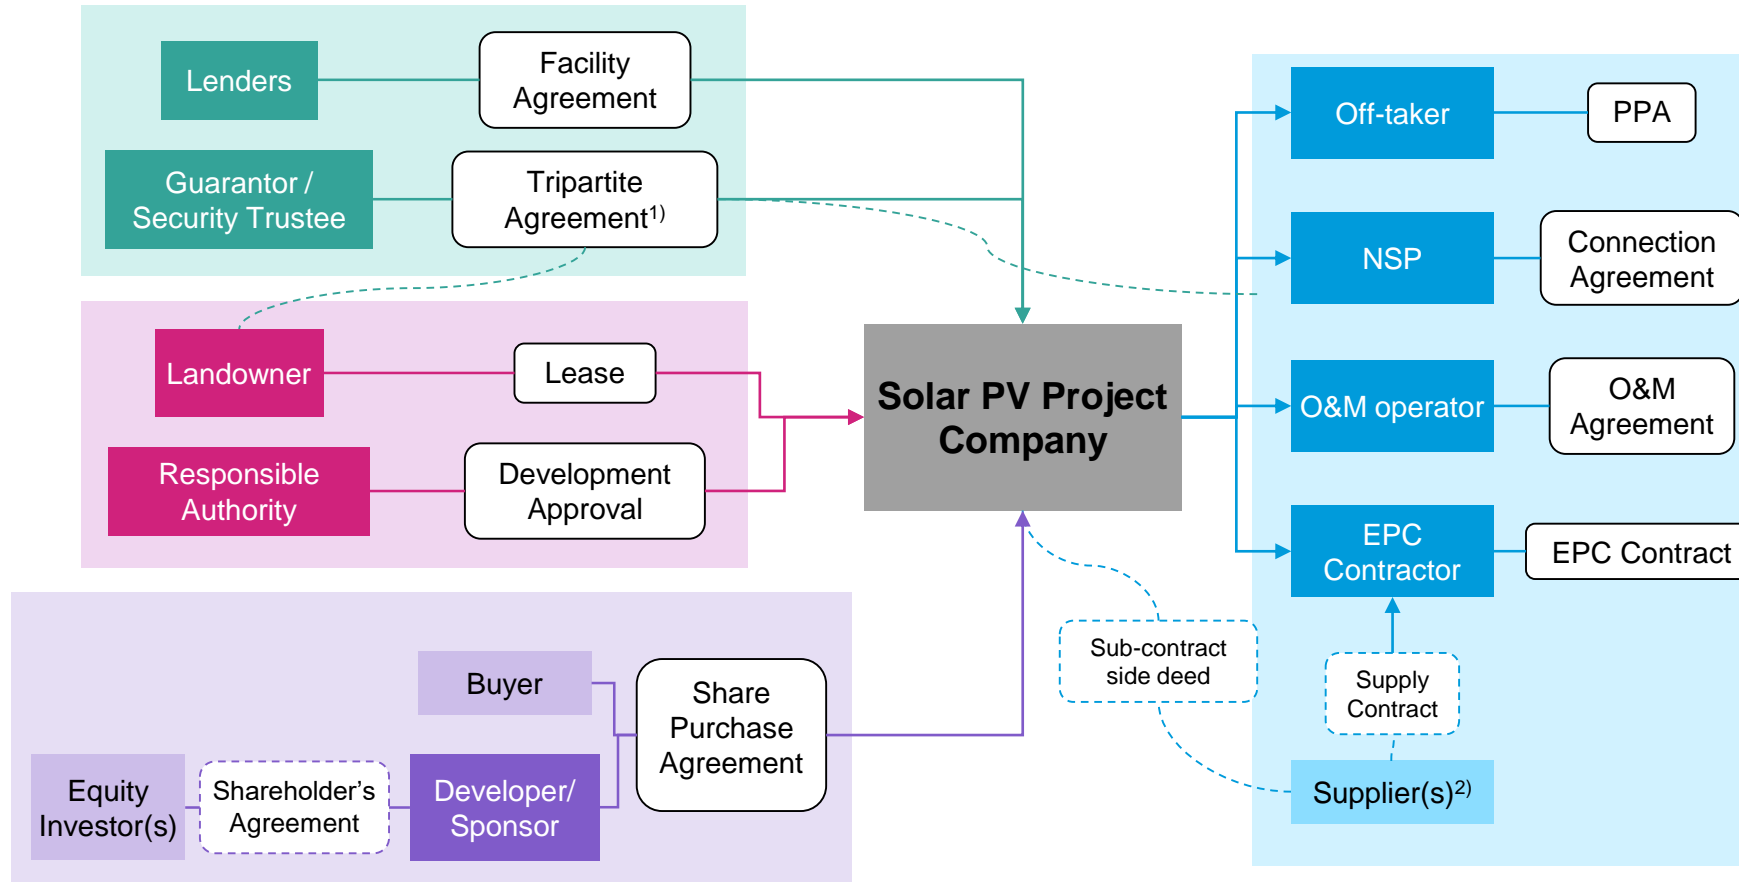 Lenders
Facility
Agreement
Guarantor /
Security Trustee
Tripartite
Agreement1)
Landowner
Lease
Responsible
Authority
Development
Approval
Buyer
Share
Purchase
Agreement
Equity
Investor(s)
Shareholder’s
Agreement
Developer/
Sponsor
Solar PV Project
Company
Sub-contract
side deed
Off-taker
PPA
NSP
Connection
Agreement
O&M operator
O&M
Agreement
EPC
Contractor
EPC Contract
Supply
Contract
Supplier(s)2)